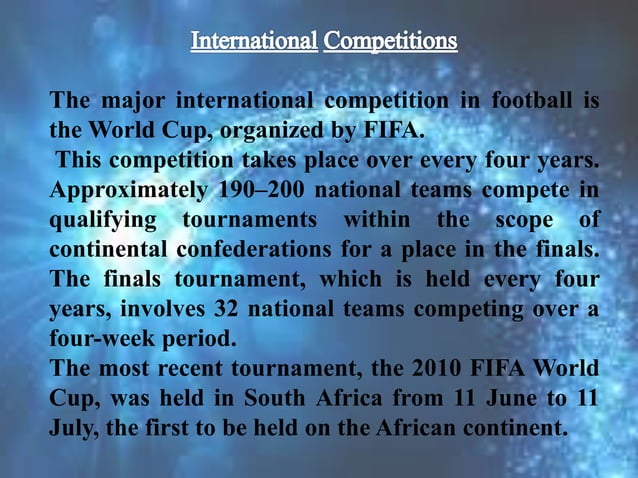 International Competitions
The major international competition in football is
the World Cup, organized by FIFA.
This competition takes place over every four years.
Approximately 190–200 national teams compete in
qualifying tournaments within the scope of
continental confederations for a place in the finals.
The finals tournament, which is held every four
years, involves 32 national teams competing over a
four-week period.
The most recent tournament, the 2010 FIFA World
Cup, was held in South Africa from 11 June to 11
July, the first to be held on the African continent.